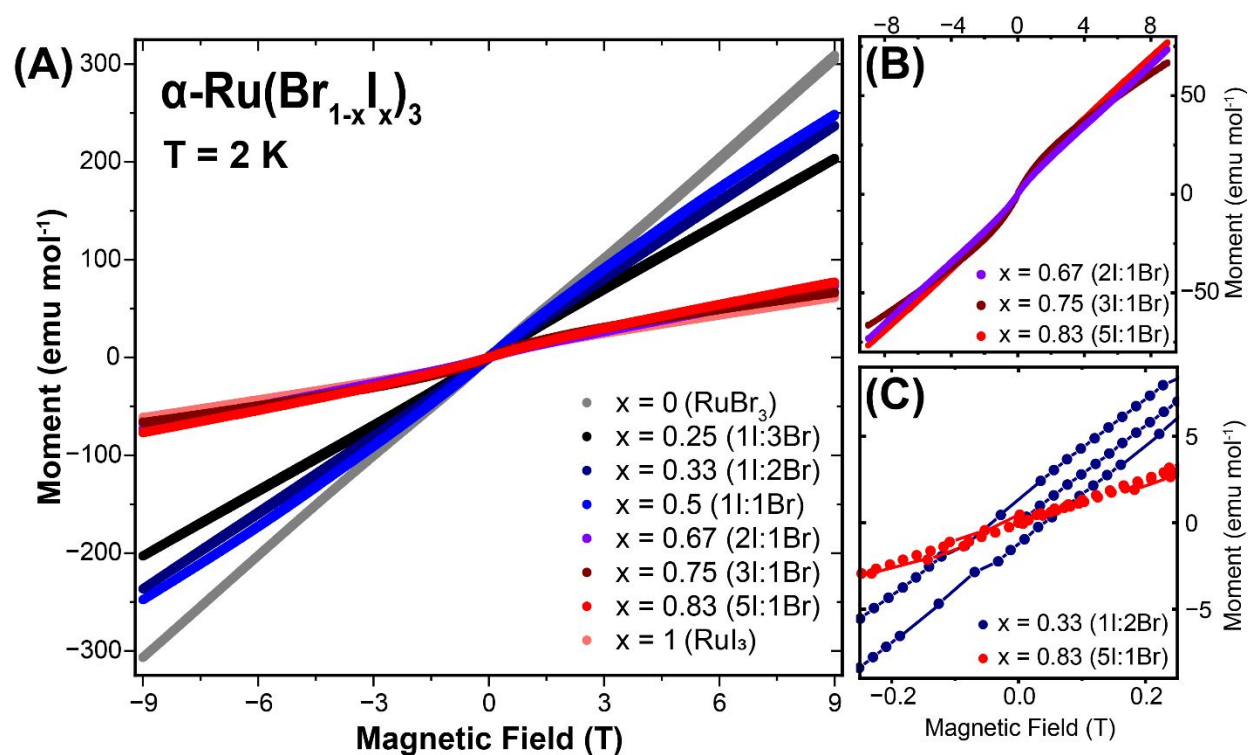 (A)
α-Ru(Br₁₋ₓIₓ)₃
T = 2 K
300
200
100
0
−100
−200
−300
Moment (emu mol⁻¹)
x = 0 (RuBr₃)
x = 0.25 (1I:3Br)
x = 0.33 (1I:2Br)
x = 0.5 (1I:1Br)
x = 0.67 (2I:1Br)
x = 0.75 (3I:1Br)
x = 0.83 (5I:1Br)
x = 1 (RuI₃)
−9 −6 −3 0 3 6 9
Magnetic Field (T)
−8 −4 0 4 8
(B)
50
0
−50
Moment (emu mol⁻¹)
x = 0.67 (2I:1Br)
x = 0.75 (3I:1Br)
x = 0.83 (5I:1Br)
(C)
5
0
−5
Moment (emu mol⁻¹)
x = 0.33 (1I:2Br)
x = 0.83 (5I:1Br)
−0.2 0.0 0.2
Magnetic Field (T)